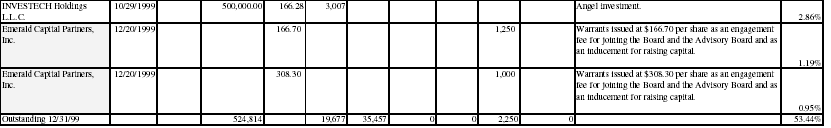 INVESTECH Holdings L.L.C. 10/29/1999 500,000.00 166.28 3,007 Angel investment. 2.86%
Emerald Capital Partners, Inc. 12/20/1999 166.70 1,250 Warrants issued at $166.70 per share as an engagement
fee for joining the Board and the Advisory Board and as
an inducement for raising capital.
1.19%
Emerald Capital Partners, Inc. 12/20/1999 308.30 1,000 Warrants issued at $308.30 per share as an engagement
fee for joining the Board and the Advisory Board and as
an inducement for raising capital.
0.95%
Outstanding 12/31/99 524,814 19,677 35,457 0 0 2,250 0 53.44%